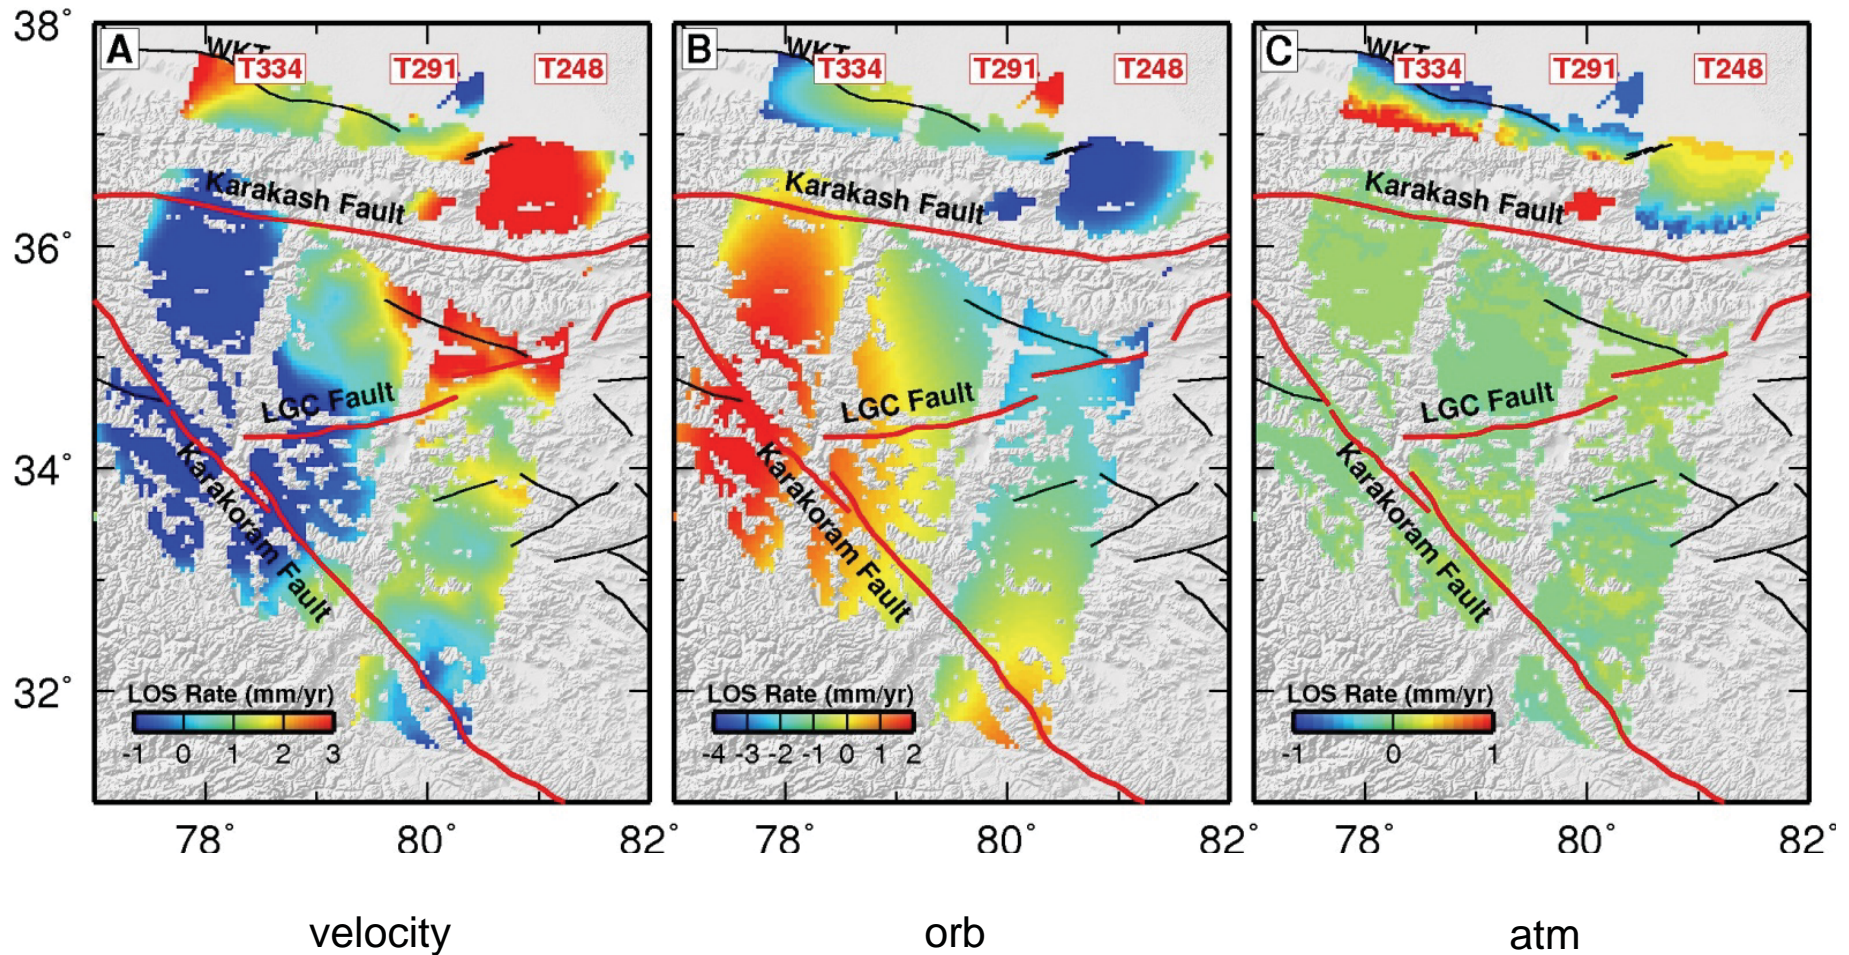 A
WKT
T334
T291
T248
Karakash Fault
LGC Fault
Karakoram Fault
LOS Rate (mm/yr)
-1 0 1 2 3
38°
36°
34°
32°
78° 80° 82°
velocity
B
WKT
T334
T291
T248
Karakash Fault
LGC Fault
Karakoram Fault
LOS Rate (mm/yr)
-4 -3 -2 -1 0 1 2
78° 80° 82°
orb
C
WKT
T334
T291
T248
Karakash Fault
LGC Fault
Karakoram Fault
LOS Rate (mm/yr)
-1 0 1
78° 80° 82°
atm